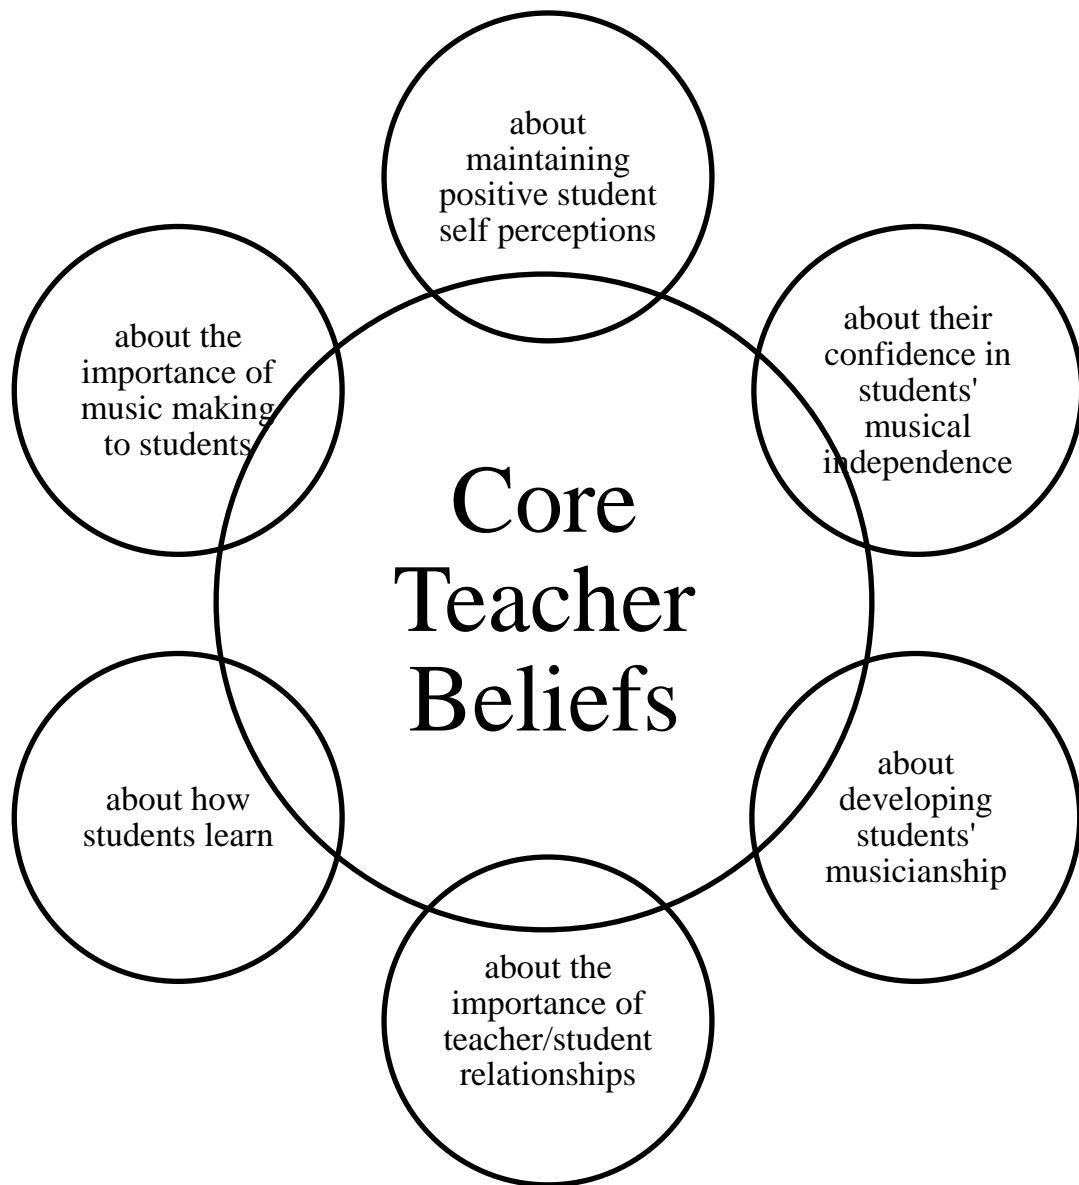 about
maintaining
positive student
self perceptions
about their
confidence in
students'
musical
independence
about
developing
students'
musicianship
about the
importance of
teacher/student
relationships
about how
students learn
about the
importance of
music making
to students
Core
Teacher
Beliefs